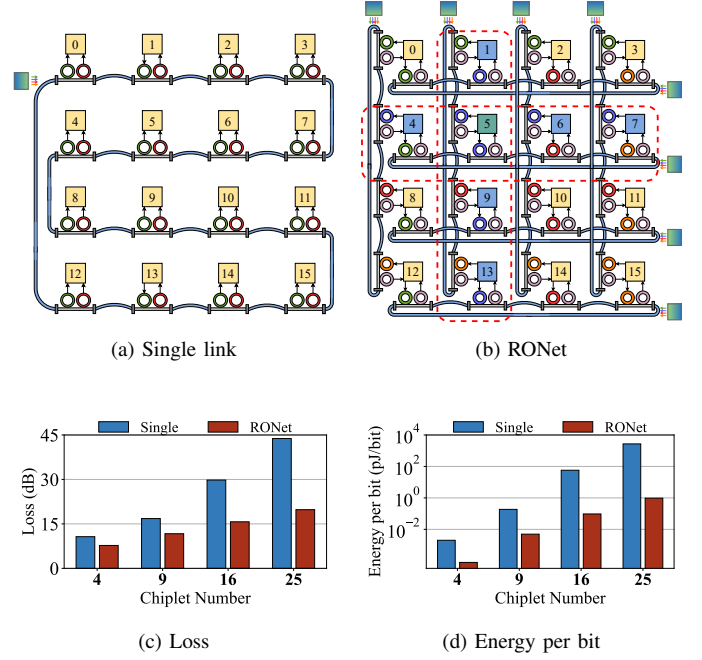 0 1 2 3
4 5 6 7
8 9 10 11
12 13 14 15
(a) Single link
0 1 2 3
4 5 6 7
8 9 10 11
12 13 14 15
(b) RONet
Single RONet
Loss (dB)
45
30
15
0
4 9 16 25
Chiplet Number
(c) Loss
Single RONet
Energy per bit (pJ/bit)
10^4
10^2
10^0
10^−2
4 9 16 25
Chiplet Number
(d) Energy per bit